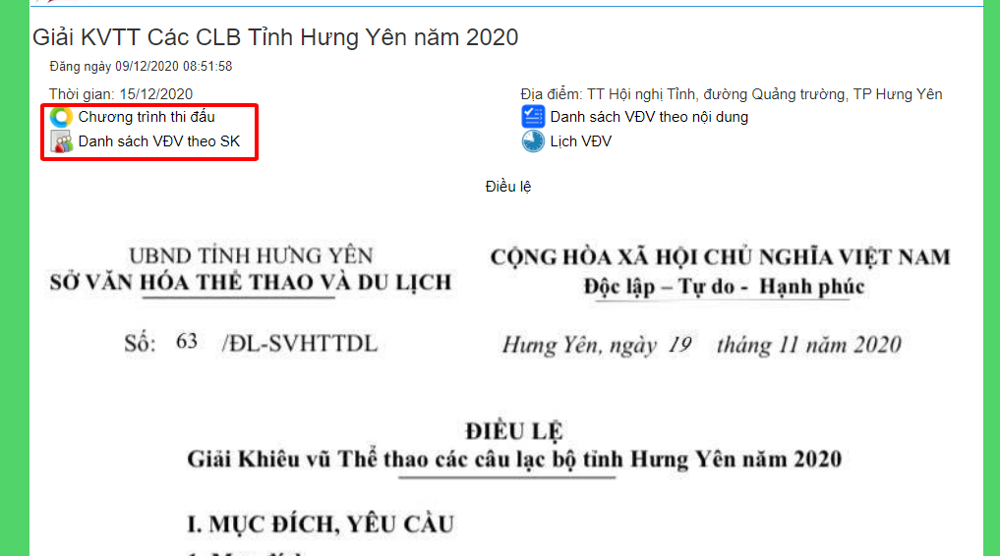 Giải KVTT Các CLB Tỉnh Hưng Yên năm 2020
Đăng ngày 09/12/2020 08:51:58
Thời gian: 15/12/2020
Địa điểm: TT Hội nghị Tỉnh, đường Quảng trường, TP Hưng Yên
Chương trình thi đấu
Danh sách VĐV theo nội dung
Danh sách VĐV theo SK
Lịch VĐV
Điều lệ
UBND TỈNH HƯNG YÊN
SỞ VĂN HÓA THỂ THAO VÀ DU LỊCH
CỘNG HÒA XÃ HỘI CHỦ NGHĨA VIỆT NAM
Độc lập – Tự do - Hạnh phúc
Số: 63 /ĐL-SVHTTDL
Hưng Yên, ngày 19 tháng 11 năm 2020
ĐIỀU LỆ
Giải Khiêu vũ Thể thao các câu lạc bộ tỉnh Hưng Yên năm 2020
I. MỤC ĐÍCH, YÊU CẦU